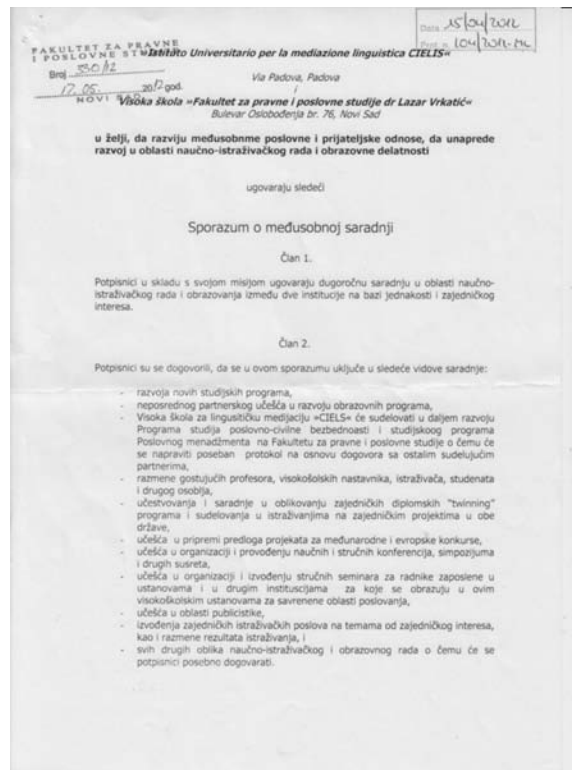 Data 15/04/2012
Prot. n. 104/2012-ML
FAKULTET ZA PRAVNE
I POSLOVNE
Broj 530/12
17. 05. 2012 god.
NOVI SAD
»Istituto Universitario per la mediazione linguistica CIELIS«
Via Padova, Padova
i
Visoka škola »Fakultet za pravne i poslovne studije dr Lazar Vrkatić«
Bulevar Oslobođenja br. 76, Novi Sad
u želji, da razviju međusobnme poslovne i prijateljske odnose, da unaprede
razvoj u oblasti naučno-istraživačkog rada i obrazovne delatnosti
ugovaraju sledeći
Sporazum o međusobnoj saradnji
Član 1.
Potpisnici u skladu s svojom misijom ugovaraju dugoročnu saradnju u oblasti naučno-
istraživačkog rada i obrazovanja između dve institucije na bazi jednakosti i zajedničkog
interesa.
Član 2.
Potpisnici su se dogovorili, da se u ovom sporazumu uključe u sledeće vidove saradnje:
- razvoja novih studijskih programa,
- neposrednog partnerskog učešća u razvoju obrazovnih programa,
- Visoka škola za lingusitičku medijaciju »CIELS« će sudelovati u daljem razvoju
Programa studija poslovno-civilne bezbednoasti i studijskoog programa
Poslovnog menadžmenta na Fakultetu za pravne i poslovne studije o čemu će
se napraviti poseban protokol na osnovu dogovora sa ostalim sudelujućim
partnerima,
- razmene gostujućih profesora, visokošolskih nastavnika, istraživača, studenata
i drugog osoblja,
- učestvovanja i saradnje u oblikovanju zajedničkih diplomskih "twinning"
programa i sudelovanja u istraživanjima na zajedničkim projektima u obe
države,
- učešća u pripremi predloga projekata za međunarodne i evropske konkurse,
- učešća u organizaciji i provođenju naučnih i stručnih konferencija, simpozijuma
i drugih susreta,
- učešća u organizaciji i izvođenju stručnih seminara za radnike zaposlene u
ustanovama i u drugim instituscijama za koje se obrazuju u ovim
visokoškolskim ustanovama za savrenene oblasti poslovanja,
- učešća u oblasti publicistike,
- izvođenja zajedničkih istraživačkih poslova na temama od zajedničkog interesa,
kao i razmene rezultata istraživanja, i
- svih drugih oblika naučno-istraživačkog i obrazovnog rada o čemu će se
potpisnici posebno dogovarati.